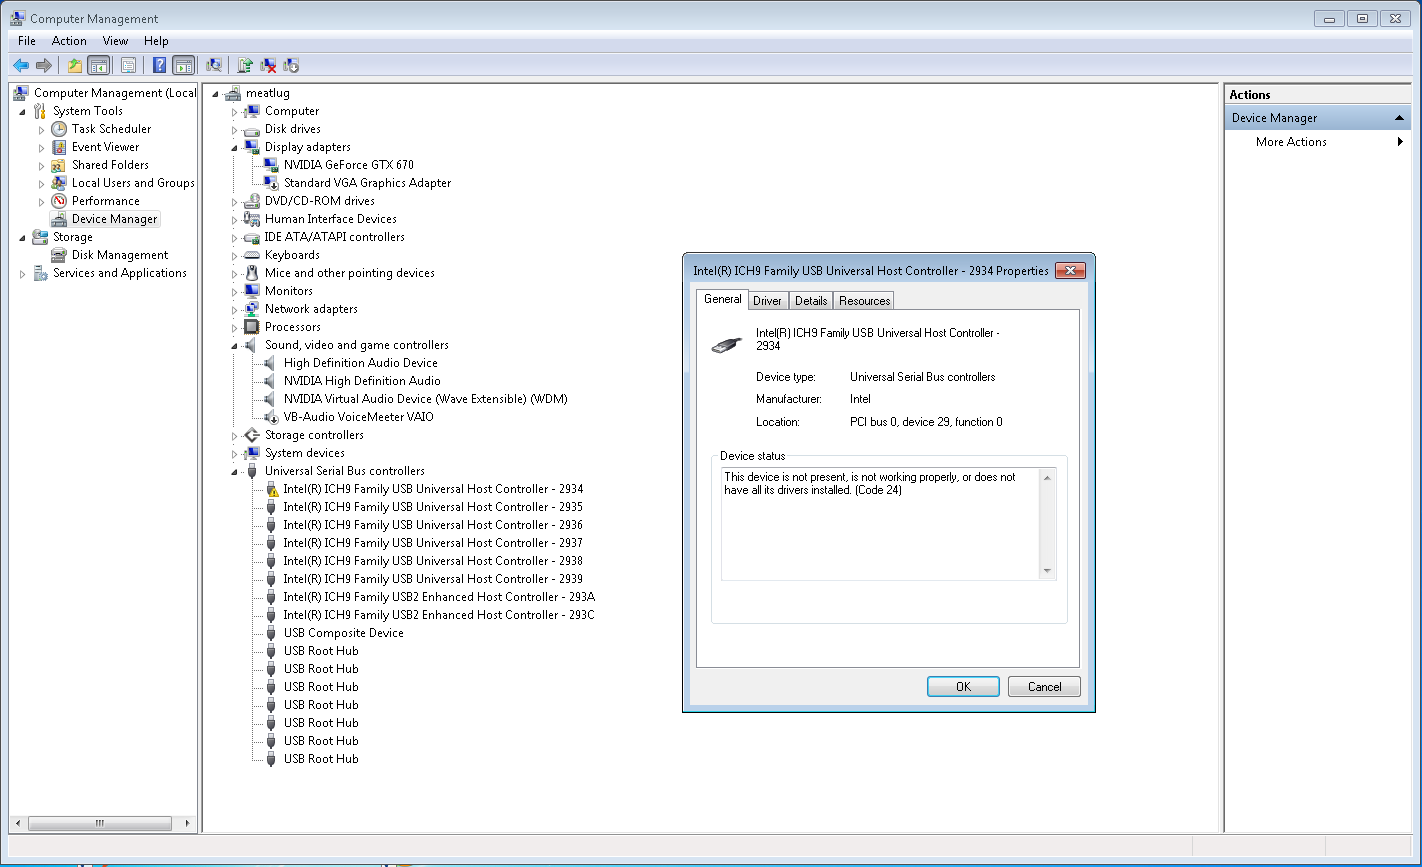 Computer Management
File Action View Help
Computer Management (Local
System Tools
Task Scheduler
Event Viewer
Shared Folders
Local Users and Groups
Performance
Device Manager
Storage
Disk Management
Services and Applications
meatlug
Computer
Disk drives
Display adapters
NVIDIA GeForce GTX 670
Standard VGA Graphics Adapter
DVD/CD-ROM drives
Human Interface Devices
IDE ATA/ATAPI controllers
Keyboards
Mice and other pointing devices
Monitors
Network adapters
Processors
Sound, video and game controllers
High Definition Audio Device
NVIDIA High Definition Audio
NVIDIA Virtual Audio Device (Wave Extensible) (WDM)
VB-Audio VoiceMeeter VAIO
Storage controllers
System devices
Universal Serial Bus controllers
Intel(R) ICH9 Family USB Universal Host Controller - 2934
Intel(R) ICH9 Family USB Universal Host Controller - 2935
Intel(R) ICH9 Family USB Universal Host Controller - 2936
Intel(R) ICH9 Family USB Universal Host Controller - 2937
Intel(R) ICH9 Family USB Universal Host Controller - 2938
Intel(R) ICH9 Family USB Universal Host Controller - 2939
Intel(R) ICH9 Family USB2 Enhanced Host Controller - 293A
Intel(R) ICH9 Family USB2 Enhanced Host Controller - 293C
USB Composite Device
USB Root Hub
USB Root Hub
USB Root Hub
USB Root Hub
USB Root Hub
USB Root Hub
USB Root Hub
Intel(R) ICH9 Family USB Universal Host Controller - 2934 Properties
General Driver Details Resources
Intel(R) ICH9 Family USB Universal Host Controller -
2934
Device type: Universal Serial Bus controllers
Manufacturer: Intel
Location: PCI bus 0, device 29, function 0
Device status
This device is not present, is not working properly, or does not
have all its drivers installed. (Code 24)
OK Cancel
Actions
Device Manager
More Actions